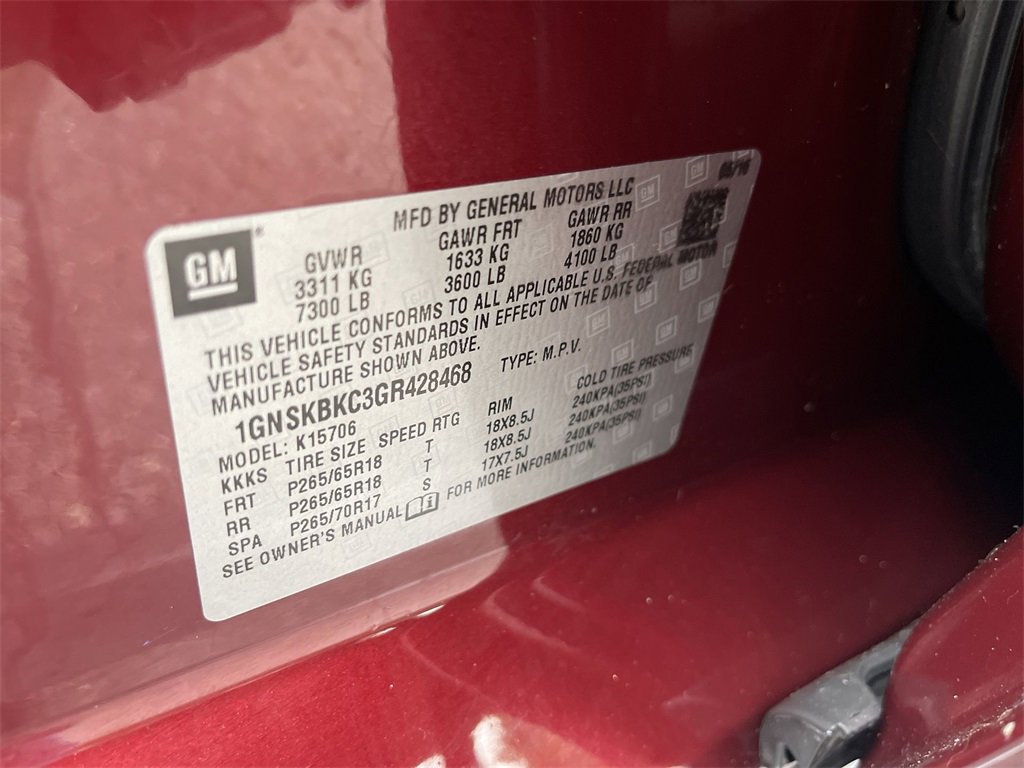 05/16
MFD BY GENERAL MOTORS LLC
GM
GVWR GAWR FRT GAWR RR
3311 KG 1633 KG 1860 KG
7300 LB 3600 LB 4100 LB
THIS VEHICLE CONFORMS TO ALL APPLICABLE U.S. FEDERAL MOTOR
VEHICLE SAFETY STANDARDS IN EFFECT ON THE DATE OF
MANUFACTURE SHOWN ABOVE.
1GNSKBKC3GR428468 TYPE: M.P.V.
MODEL: K15706
KKKS TIRE SIZE SPEED RTG RIM COLD TIRE PRESSURE
FRT P265/65R18 T 18X8.5J 240KPA(35PSI)
RR P265/65R18 T 18X8.5J 240KPA(35PSI)
SPA P265/70R17 S 17X7.5J 240KPA(35PSI)
SEE OWNER'S MANUAL FOR MORE INFORMATION.